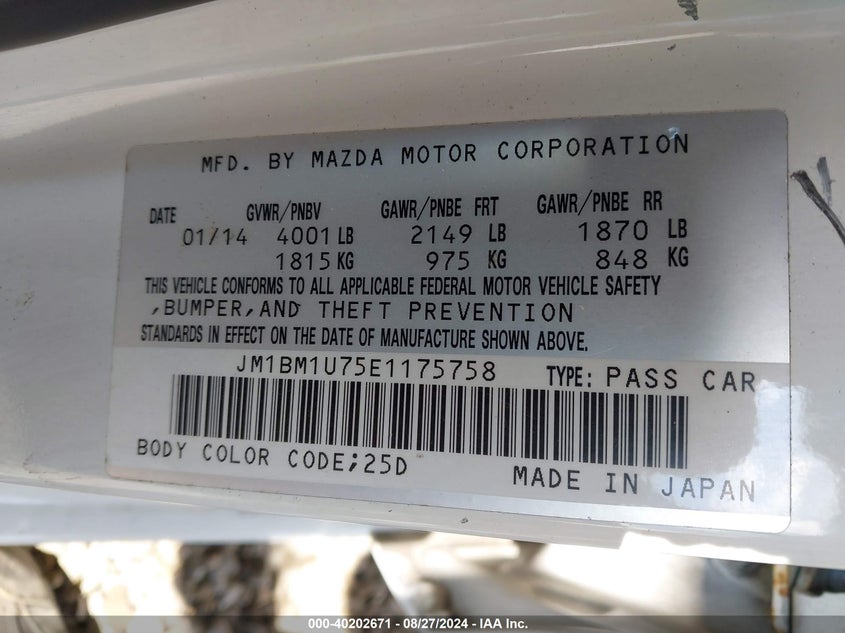 MFD. BY MAZDA MOTOR CORPORATION
DATE GVWR/PNBV GAWR/PNBE FRT GAWR/PNBE RR
01/14 4001 LB 2149 LB 1870 LB
1815 KG 975 KG 848 KG
THIS VEHICLE CONFORMS TO ALL APPLICABLE FEDERAL MOTOR VEHICLE SAFETY
,BUMPER,AND THEFT PREVENTION
STANDARDS IN EFFECT ON THE DATE OF MANUFACTURE SHOWN ABOVE.
JM1BM1U75E1175758 TYPE: PASS CAR
BODY COLOR CODE;25D
MADE IN JAPAN
000-40202671 - 08/27/2024 - IAA Inc.